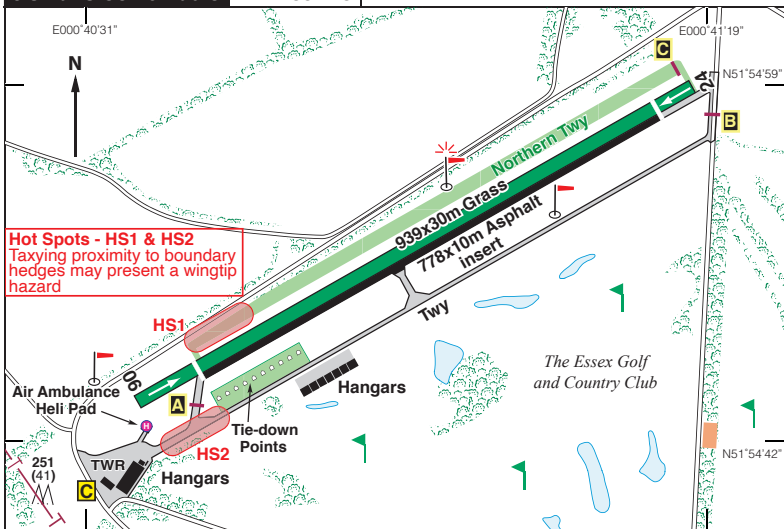 E000°40'31"
E000°41'19"
N
C
24
N51°54'59"
B
Northern Twy
939x30m Grass
778x10m Asphalt
insert
Hot Spots - HS1 & HS2
Taxying proximity to boundary
hedges may present a wingtip
hazard
HS1
Twy
06
The Essex Golf
and Country Club
Air Ambulance
Heli Pad
A
Hangars
H
Tie-down
Points
HS2
N51°54'42"
251
(41)
TWR
Hangars
C